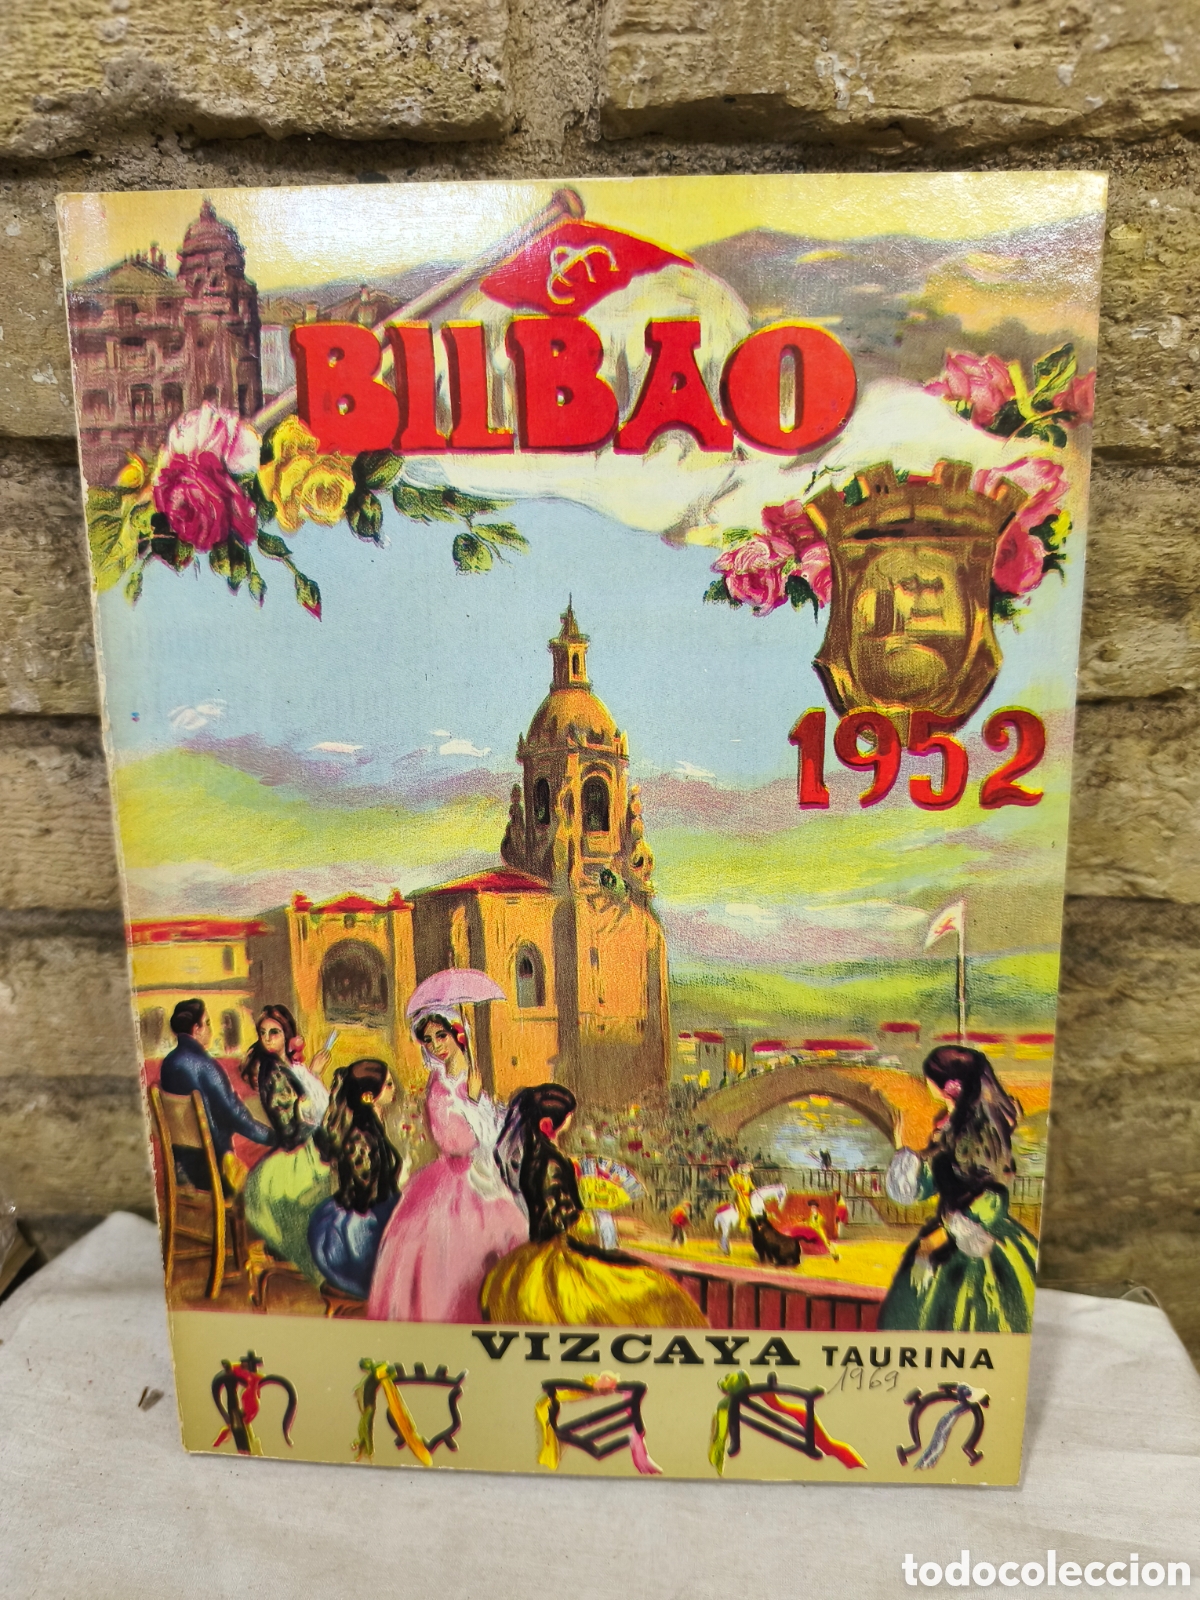 BILBAO
1952
VIZCAYA TAURINA
1969
todocoleccion